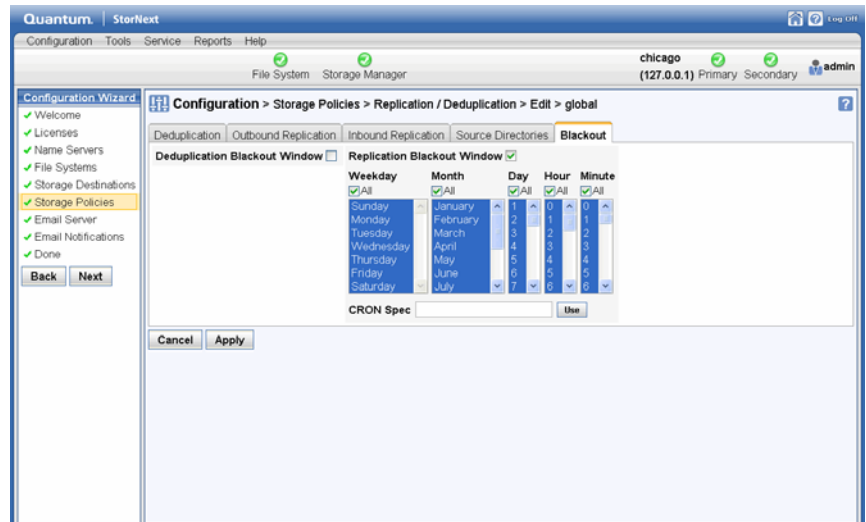 Quantum. StorNext
Log Off
Configuration Tools Service Reports Help
File System Storage Manager
chicago
(127.0.0.1) Primary Secondary
admin
Configuration Wizard
Welcome
Licenses
Name Servers
File Systems
Storage Destinations
Storage Policies
Email Server
Email Notifications
Done
Back Next
Configuration > Storage Policies > Replication / Deduplication > Edit > global
?
Deduplication Outbound Replication Inbound Replication Source Directories Blackout
Deduplication Blackout Window Replication Blackout Window
Weekday Month Day Hour Minute
All All All All All
Sunday January 1 0 0
Monday February 2 1 1
Tuesday March 3 2 2
Wednesday April 4 3 3
Thursday May 5 4 4
Friday June 6 5 5
Saturday July 7 6 6
CRON Spec Use
Cancel Apply